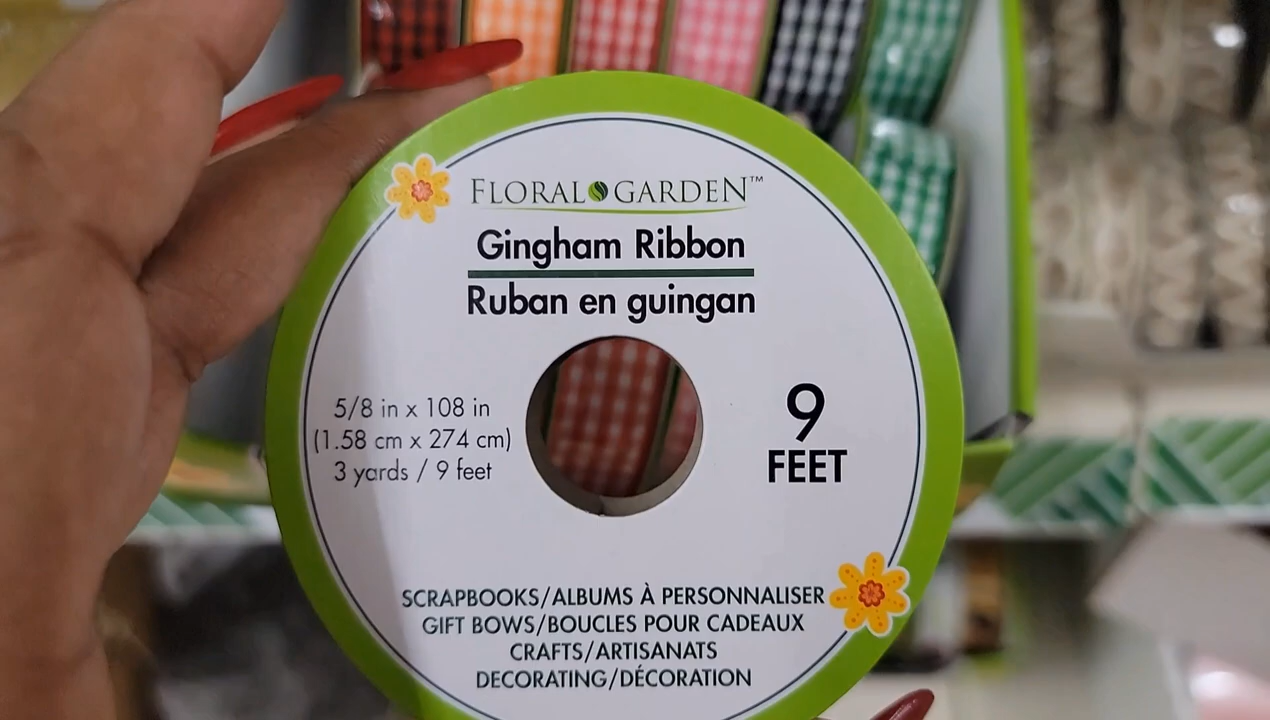 FLORAL GARDEN™
Gingham Ribbon
Ruban en guingan
5/8 in x 108 in
(1.58 cm x 274 cm)
3 yards / 9 feet
9
FEET
SCRAPBOOKS/ALBUMS À PERSONNALISER
GIFT BOWS/BOUCLES POUR CADEAUX
CRAFTS/ARTISANATS
DECORATING/DÉCORATION